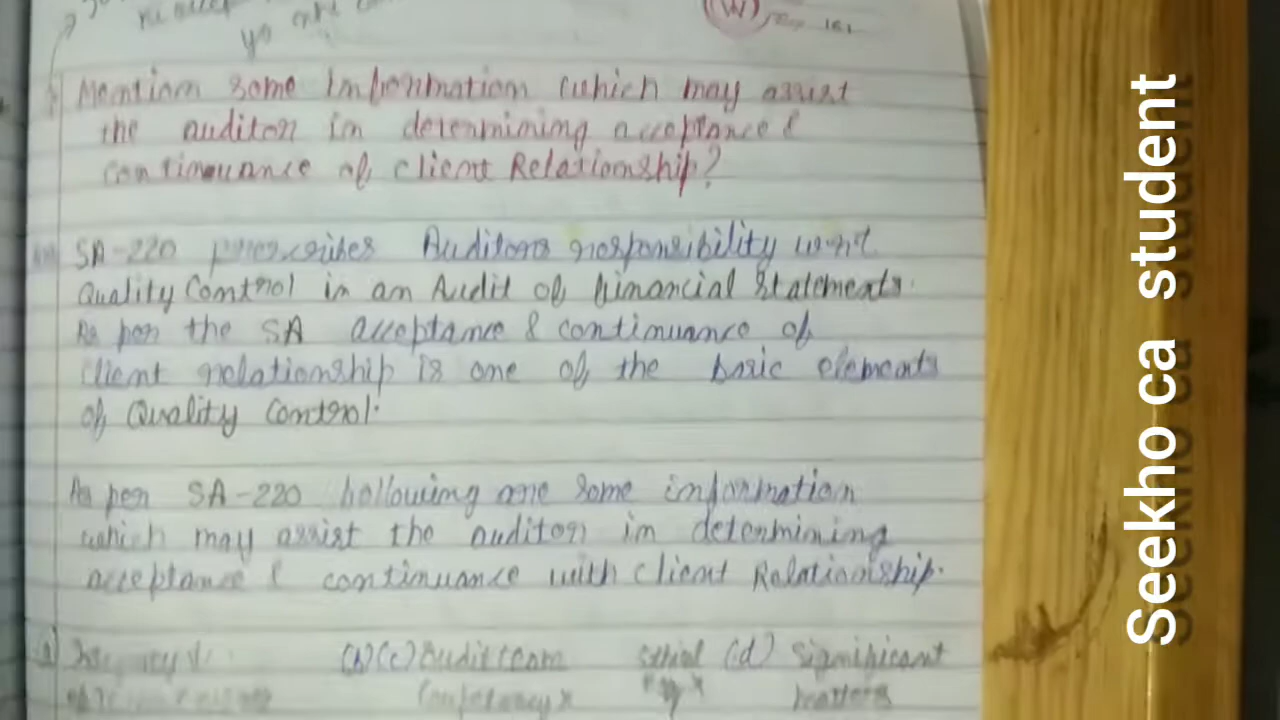 Mention some information which may assist
the auditor in determining acceptance &
continuance of client Relationship?
SA-220 prescribes Auditors responsibility w.r.t
Quality Control in an Audit of financial statements.
As per the SA acceptance & continuance of
client relationship is one of the basic elements
of Quality Control.
As per SA-220 following are some information
which may assist the auditor in determining
acceptance & continuance with client Relationship.
(b)(c) Audit team (d) Significant
Competency matters
Seekho ca student